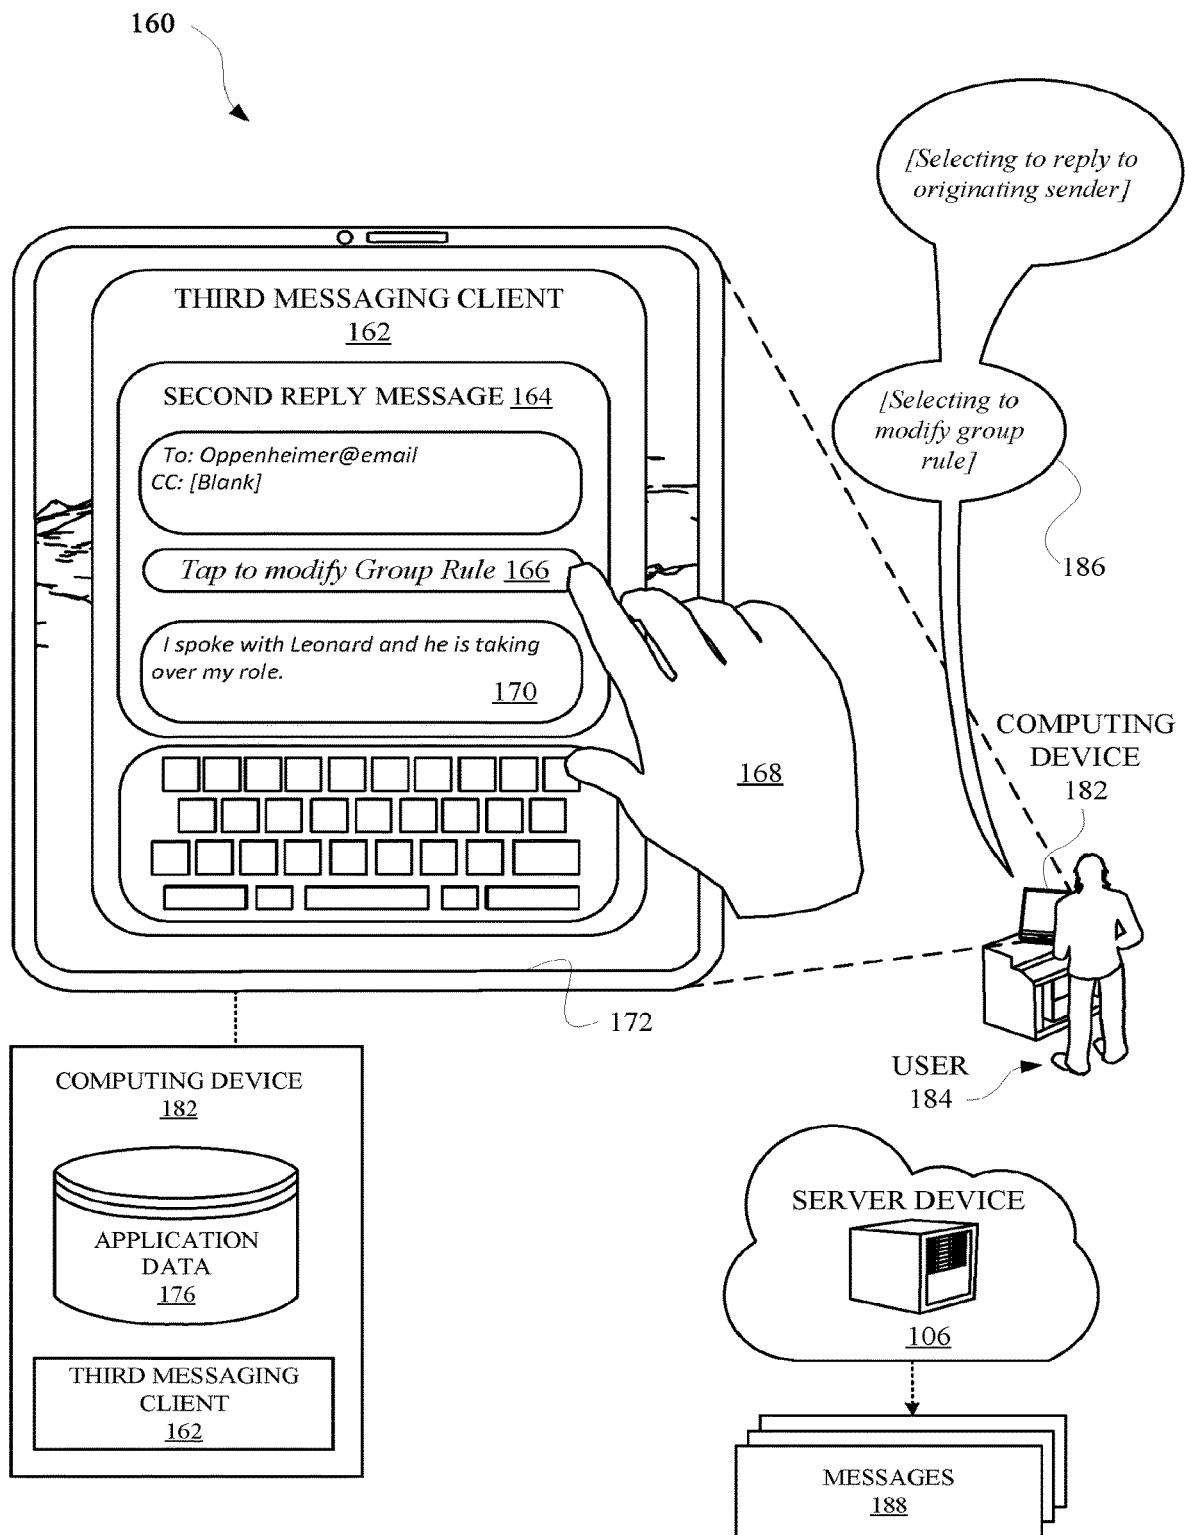 160
[Selecting to reply to
originating sender]
THIRD MESSAGING CLIENT
162
SECOND REPLY MESSAGE 164
[Selecting to
modify group
rule]
To: Oppenheimer@email
CC: [Blank]
186
Tap to modify Group Rule 166
I spoke with Leonard and he is taking
over my role.
170
168
COMPUTING
DEVICE
182
172
USER
184
COMPUTING DEVICE
182
APPLICATION
DATA
176
THIRD MESSAGING
CLIENT
162
SERVER DEVICE
106
MESSAGES
188